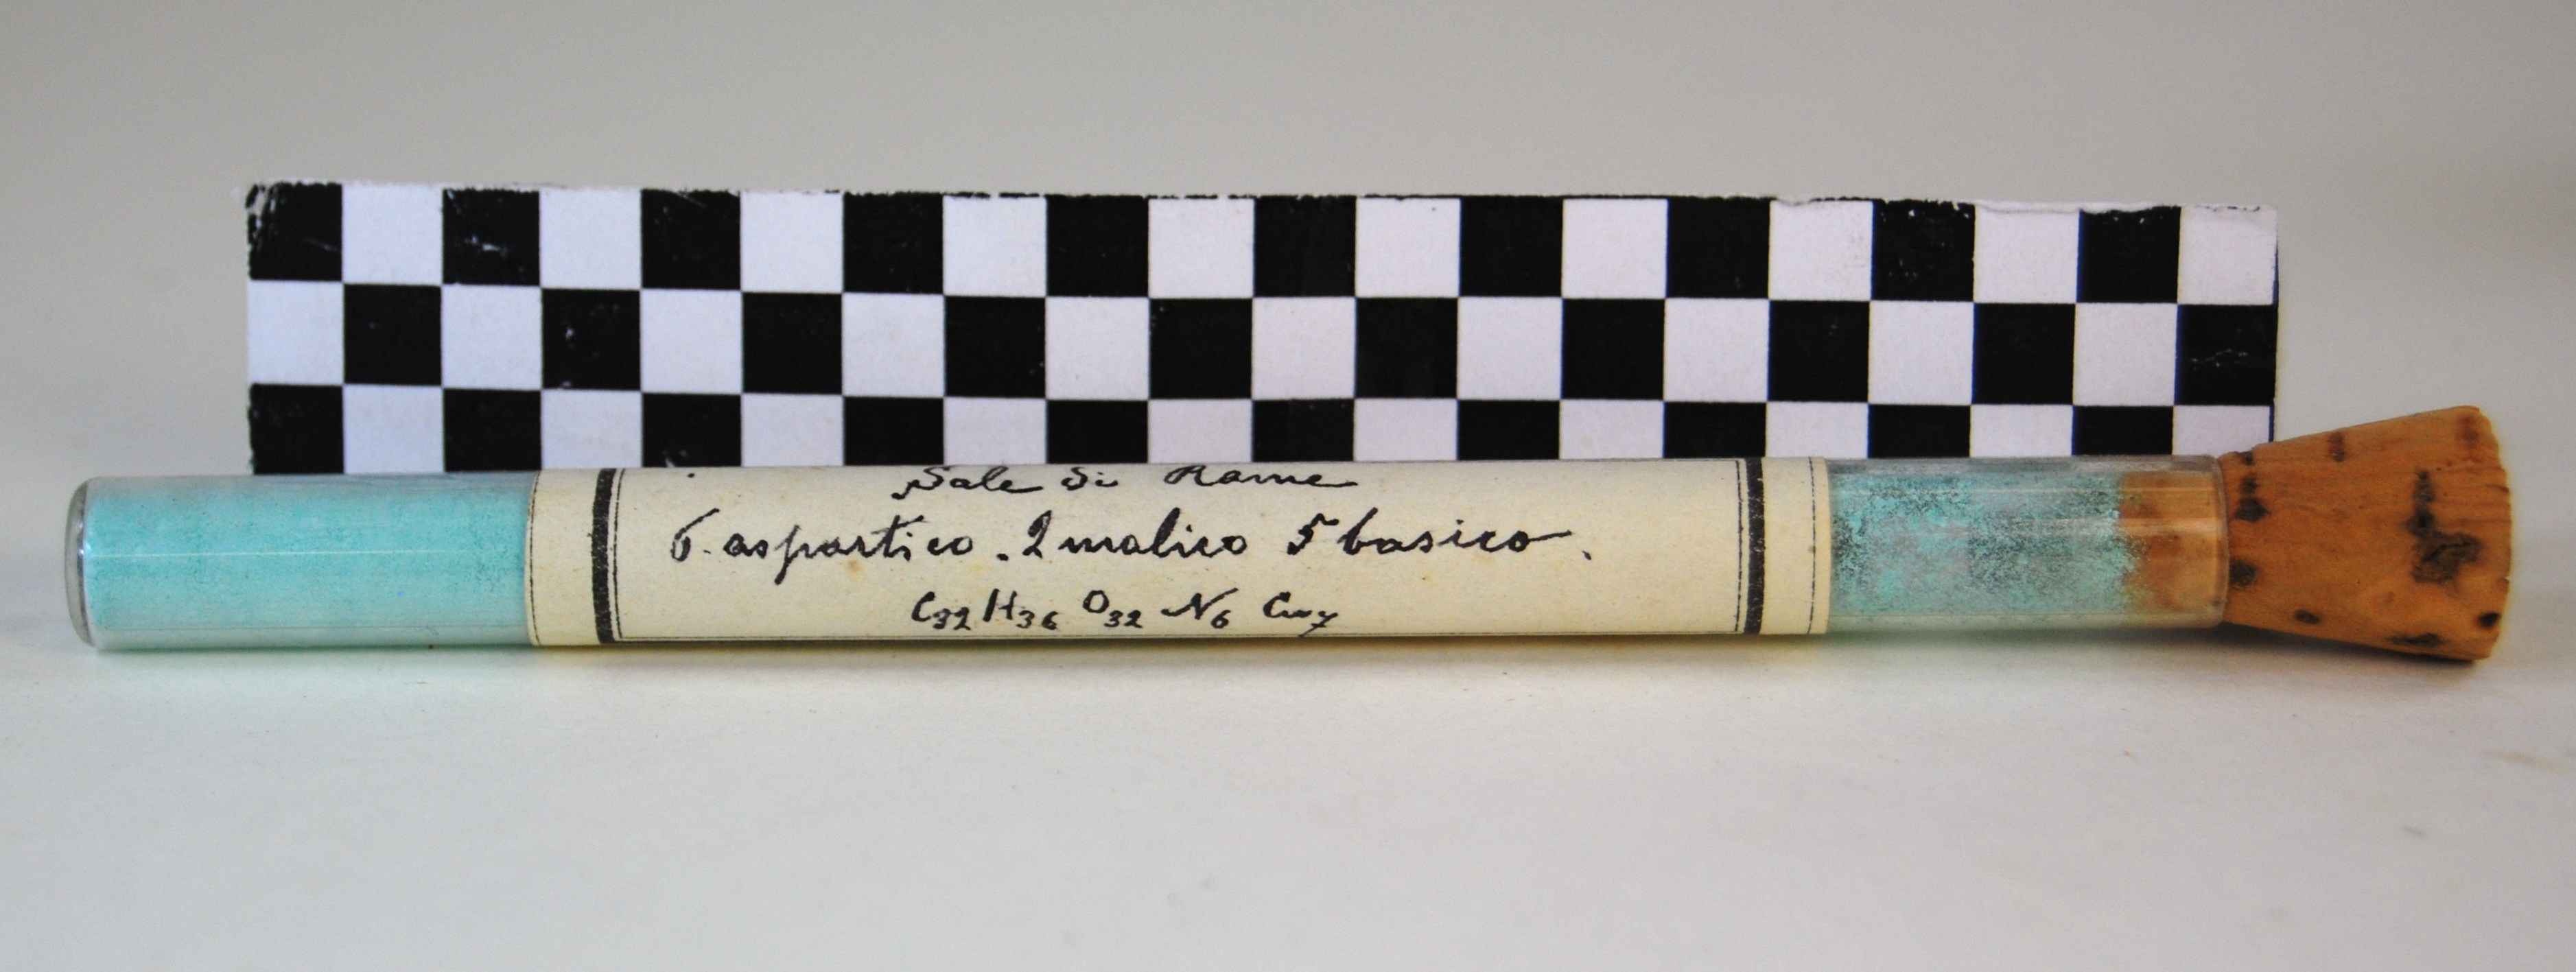 Sale di Rame
6. aspartico. 2 malico 5 basico.
C32 H36 O32 N6 Cu7